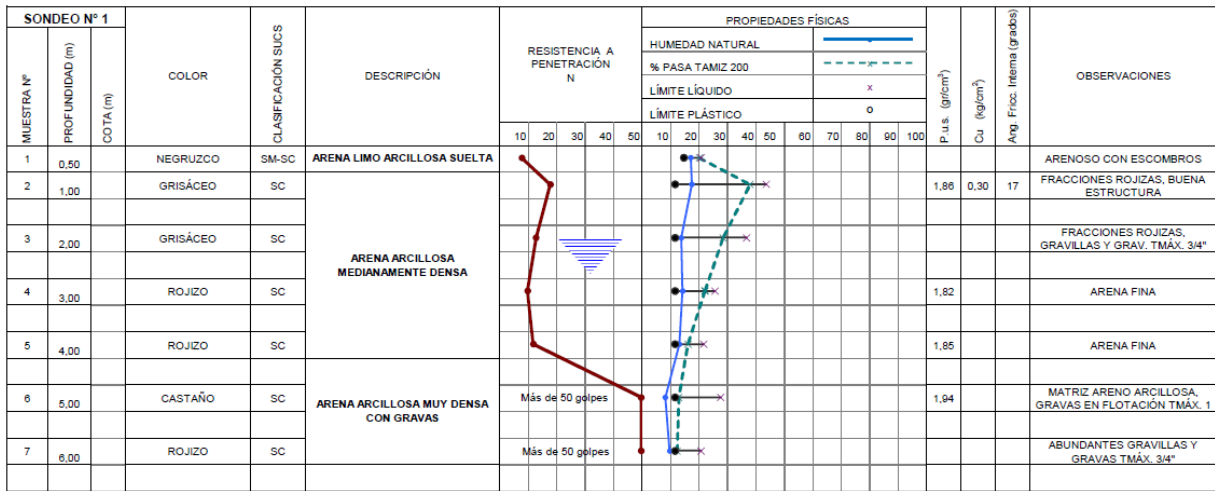 SONDEO N° 1
MUESTRA Nº
PROFUNDIDAD (m)
COTA (m)
COLOR
CLASIFICACIÓN SUCS
DESCRIPCIÓN
RESISTENCIA A
PENETRACIÓN
N
10 20 30 40 50
PROPIEDADES FÍSICAS
HUMEDAD NATURAL
% PASA TAMIZ 200
LÍMITE LÍQUIDO x
LÍMITE PLÁSTICO o
10 20 30 40 50 60 70 80 90 100
P.u.s. (gr/cm³)
Cu (kg/cm²)
Ang. Fricc. Interna (grados)
OBSERVACIONES
1 0,50 NEGRUZCO SM-SC ARENA LIMO ARCILLOSA SUELTA ARENOSO CON ESCOMBROS
2 1,00 GRISÁCEO SC 1,86 0,30 17 FRACCIONES ROJIZAS, BUENA
ESTRUCTURA
3 2,00 GRISÁCEO SC FRACCIONES ROJIZAS,
GRAVILLAS Y GRAV. TMÁX. 3/4"
ARENA ARCILLOSA
MEDIANAMENTE DENSA
4 3,00 ROJIZO SC 1,82 ARENA FINA
5 4,00 ROJIZO SC 1,85 ARENA FINA
6 5,00 CASTAÑO SC Más de 50 golpes 1,94 MATRIZ ARENO ARCILLOSA,
GRAVAS EN FLOTACIÓN TMÁX. 1
ARENA ARCILLOSA MUY DENSA
CON GRAVAS
7 6,00 ROJIZO SC Más de 50 golpes ABUNDANTES GRAVILLAS Y
GRAVAS TMÁX. 3/4"